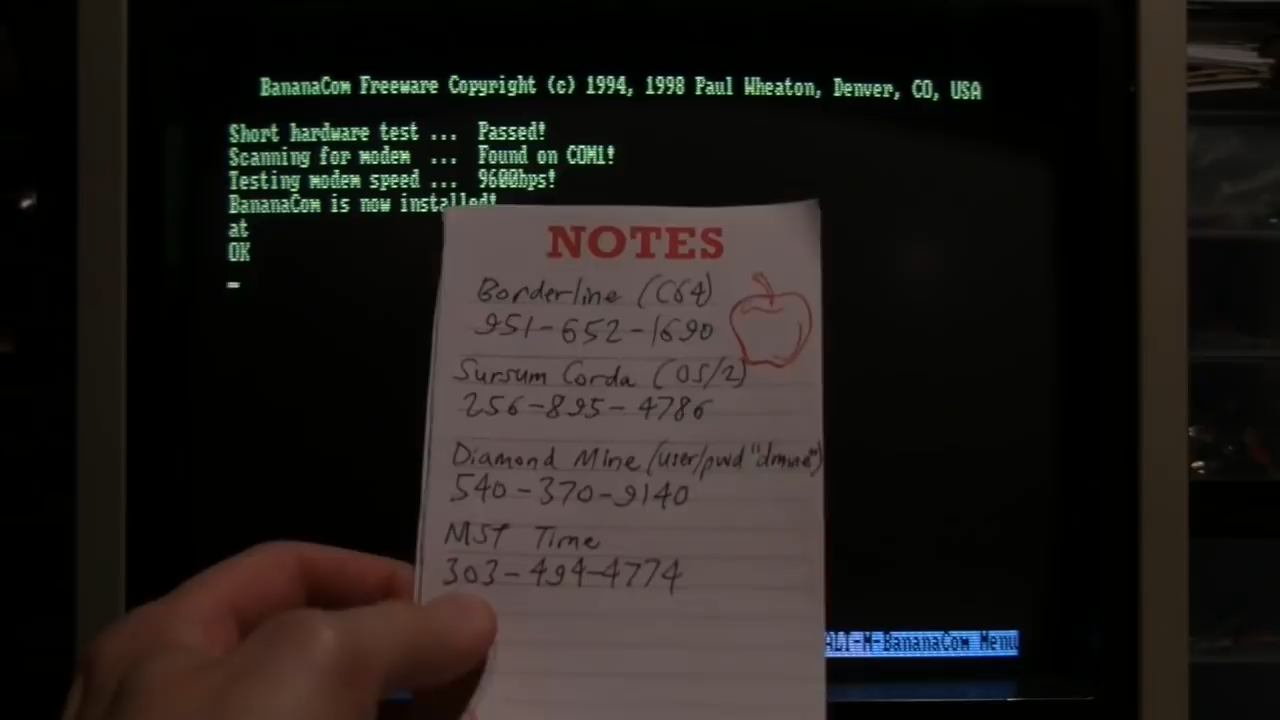 BananaCom Freeware Copyright (c) 1994, 1998 Paul Wheaton, Denver, CO, USA
Short hardware test ... Passed!
Scanning for modem ... Found on COM1!
Testing modem speed ... 9600bps!
BananaCom is now installed!
at
OK
NOTES
Borderline (C64)
951-652-1690
Sursum Corda (OS/2)
256-895-4786
Diamond Mine (user/pwd "dmine")
540-370-9140
MST Time
303-494-4774
ALT-M-BananaCom Menu